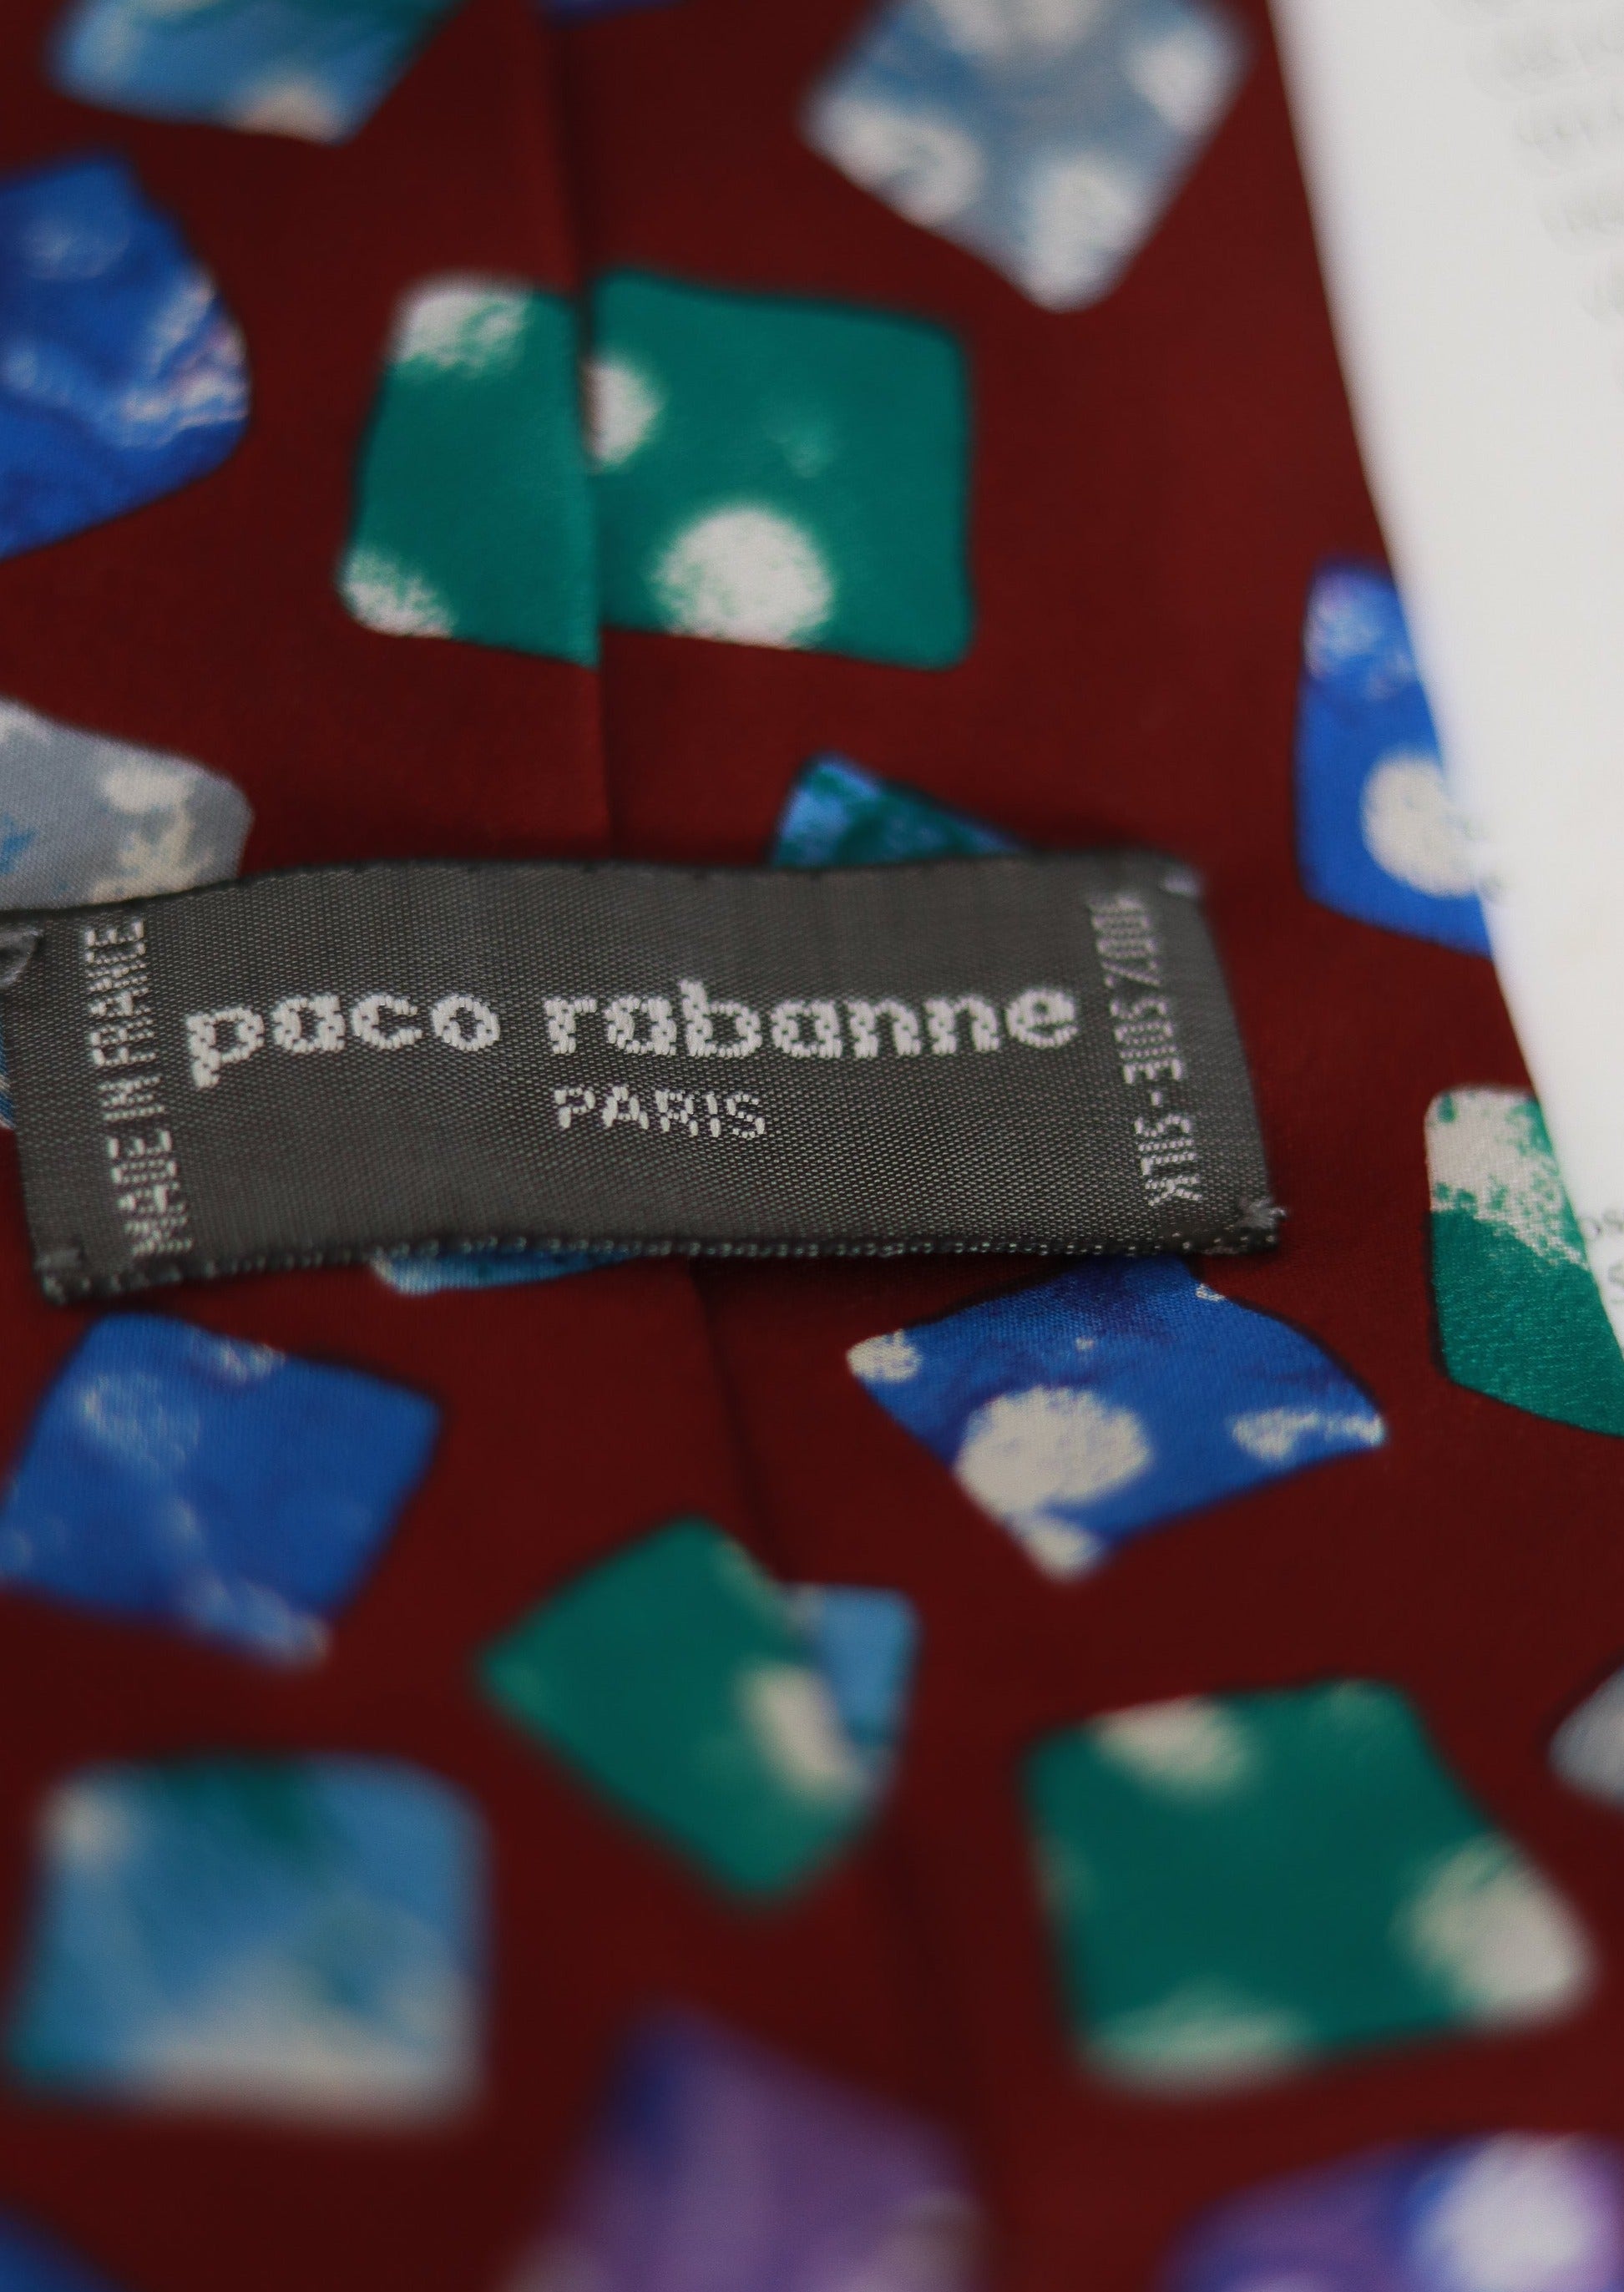 MADE IN FRANCE
paco rabanne
PARIS
100% SOIE - SILK